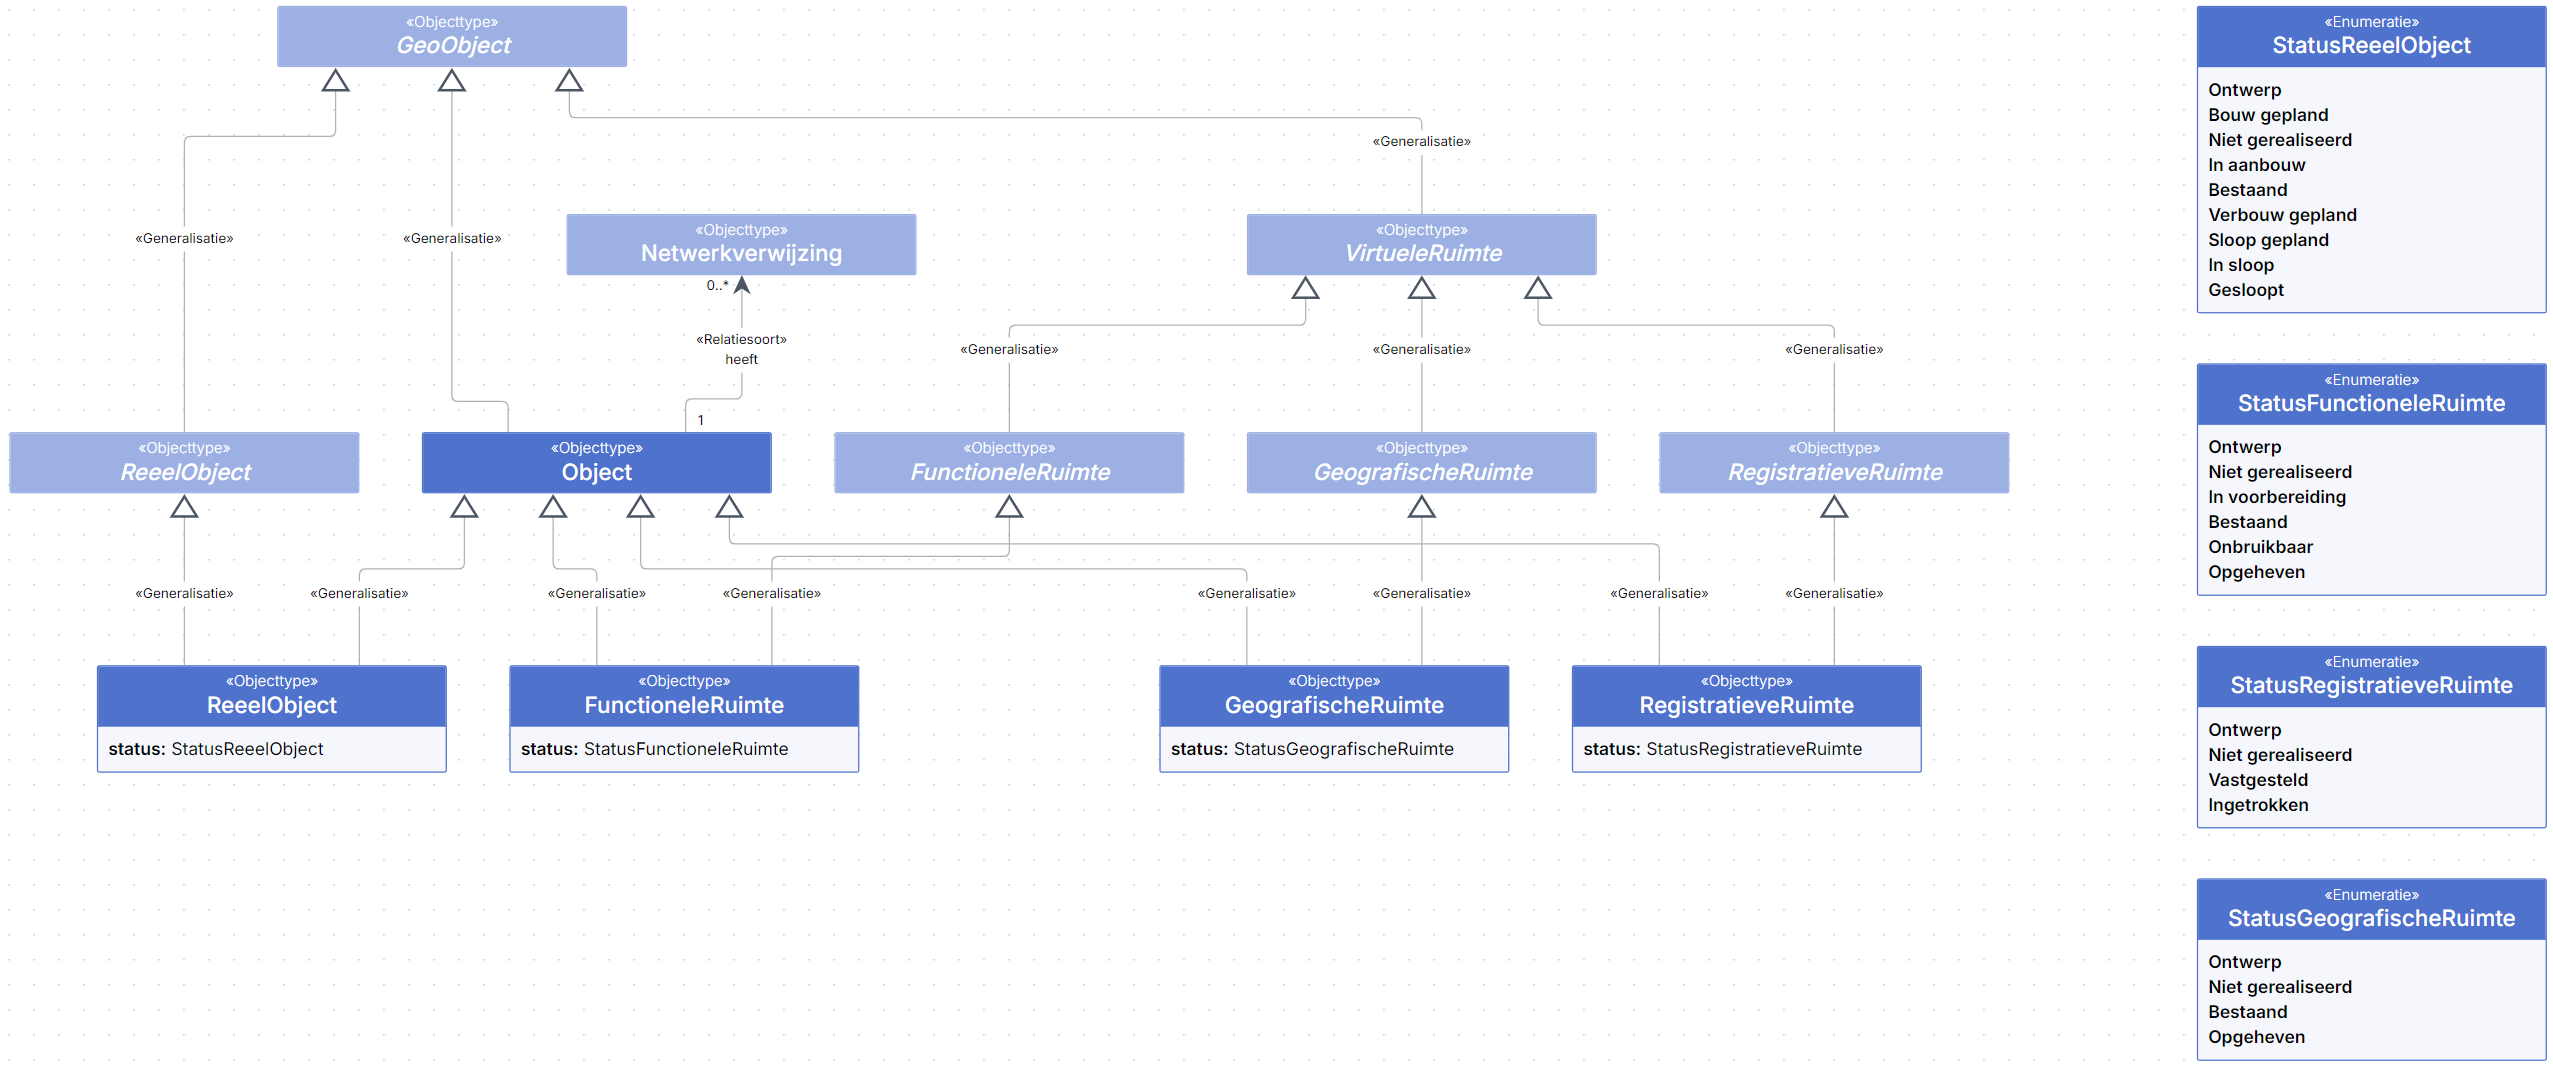 «Objecttype»
GeoObject
«Generalisatie»
«Generalisatie»
«Generalisatie»
«Objecttype»
Netwerkverwijzing
0..*
«Relatiesoort»
heeft
1
«Objecttype»
VirtueleRuimte
«Generalisatie»
«Generalisatie»
«Generalisatie»
«Objecttype»
ReeelObject
«Objecttype»
Object
«Objecttype»
FunctioneleRuimte
«Objecttype»
GeografischeRuimte
«Objecttype»
RegistratieveRuimte
«Generalisatie»
«Generalisatie»
«Generalisatie»
«Generalisatie»
«Generalisatie»
«Generalisatie»
«Generalisatie»
«Generalisatie»
«Objecttype»
ReeelObject
status: StatusReeelObject
«Objecttype»
FunctioneleRuimte
status: StatusFunctioneleRuimte
«Objecttype»
GeografischeRuimte
status: StatusGeografischeRuimte
«Objecttype»
RegistratieveRuimte
status: StatusRegistratieveRuimte
«Enumeratie»
StatusReeelObject
Ontwerp
Bouw gepland
Niet gerealiseerd
In aanbouw
Bestaand
Verbouw gepland
Sloop gepland
In sloop
Gesloopt
«Enumeratie»
StatusFunctioneleRuimte
Ontwerp
Niet gerealiseerd
In voorbereiding
Bestaand
Onbruikbaar
Opgeheven
«Enumeratie»
StatusRegistratieveRuimte
Ontwerp
Niet gerealiseerd
Vastgesteld
Ingetrokken
«Enumeratie»
StatusGeografischeRuimte
Ontwerp
Niet gerealiseerd
Bestaand
Opgeheven